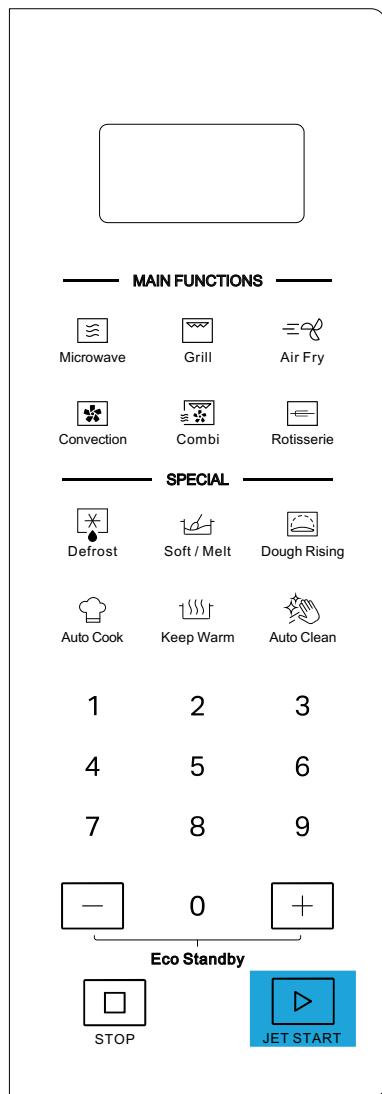 MAIN FUNCTIONS
Microwave Grill Air Fry
Convection Combi Rotisserie
SPECIAL
Defrost Soft / Melt Dough Rising
Auto Cook Keep Warm Auto Clean
1 2 3
4 5 6
7 8 9
− 0 +
Eco Standby
STOP JET START